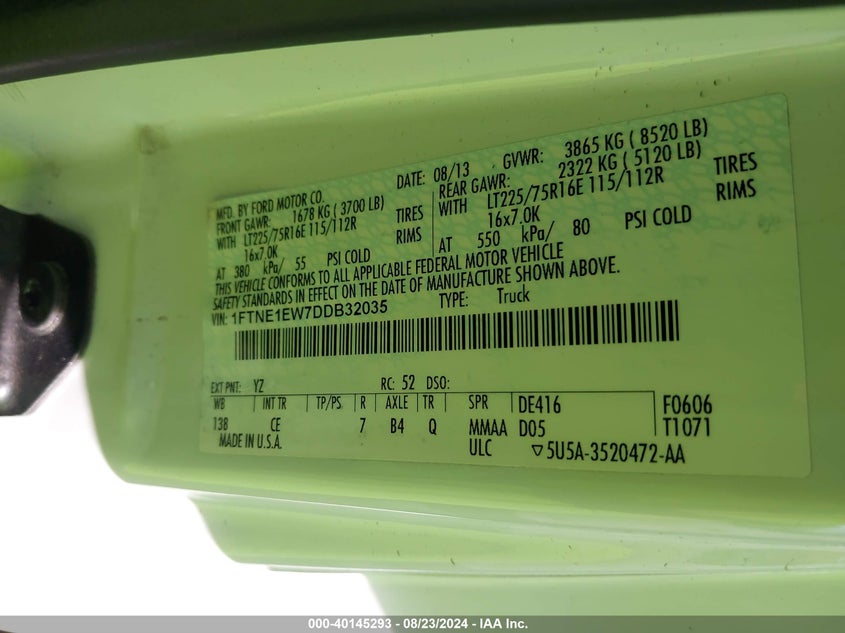 MFD. BY FORD MOTOR CO.
DATE: 08/13 GVWR: 3865 KG ( 8520 LB)
FRONT GAWR: 1678 KG ( 3700 LB)
WITH LT225/75R16E 115/112R TIRES
16x7.0K RIMS
AT 380 kPa/ 55 PSI COLD
REAR GAWR: 2322 KG ( 5120 LB)
WITH LT225/75R16E 115/112R TIRES
16x7.0K RIMS
AT 550 kPa/ 80 PSI COLD
THIS VEHICLE CONFORMS TO ALL APPLICABLE FEDERAL MOTOR VEHICLE
SAFETY STANDARDS IN EFFECT ON THE DATE OF MANUFACTURE SHOWN ABOVE.
VIN: 1FTNE1EW7DDB32035 TYPE: Truck
EXT PNT: YZ RC: 52 DSO:
WB INT TR TP/PS R AXLE TR SPR DE416 F0606
138 CE 7 B4 Q MMAA D05 T1071
MADE IN U.S.A. ULC ▽5U5A-3520472-AA
000-40145293 - 08/23/2024 - IAA Inc.